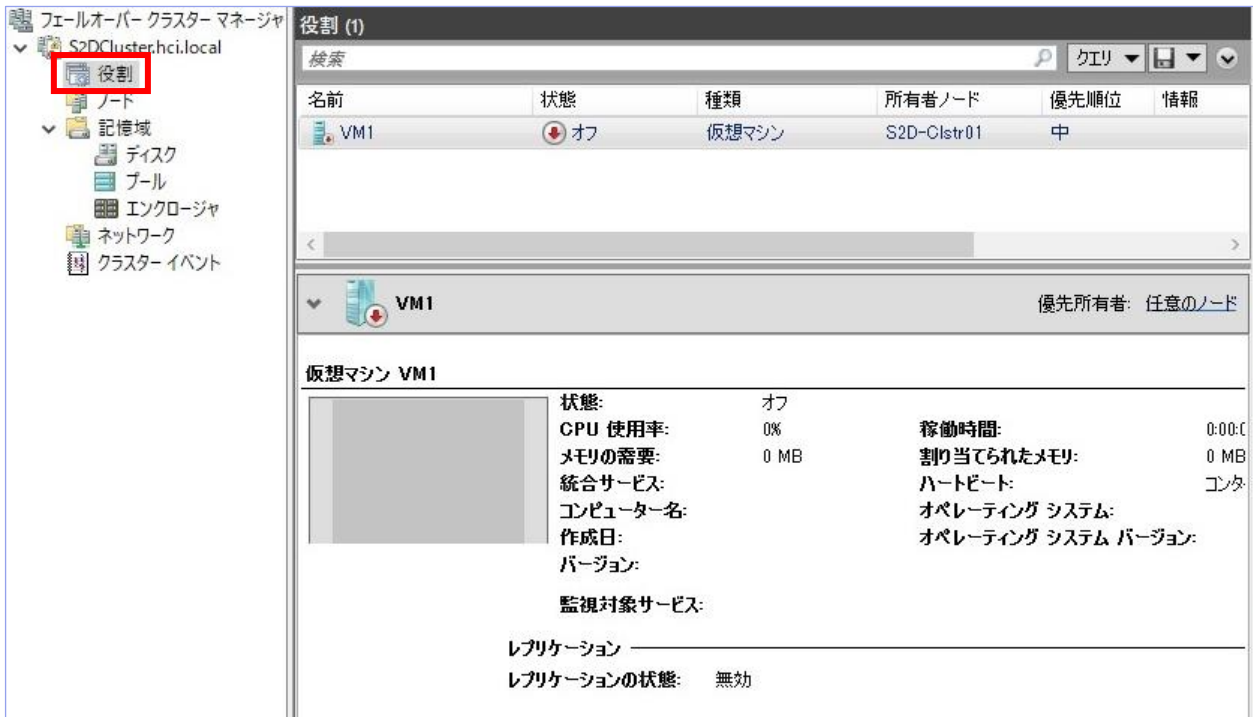 フェールオーバー クラスター マネージャ
S2DCluster.hci.local
役割
ノード
記憶域
ディスク
プール
エンクロージャ
ネットワーク
クラスター イベント
役割 (1)
検索
クエリ
名前 状態 種類 所有者ノード 優先順位 情報
VM1 オフ 仮想マシン S2D-Clstr01 中
VM1 優先所有者: 任意のノード
仮想マシン VM1
状態: オフ
CPU 使用率: 0% 稼働時間: 0:00:0
メモリの需要: 0 MB 割り当てられたメモリ: 0 MB
統合サービス: ハートビート: コンタ
コンピューター名: オペレーティング システム:
作成日: オペレーティング システム バージョン:
バージョン:
監視対象サービス:
レプリケーション
レプリケーションの状態: 無効